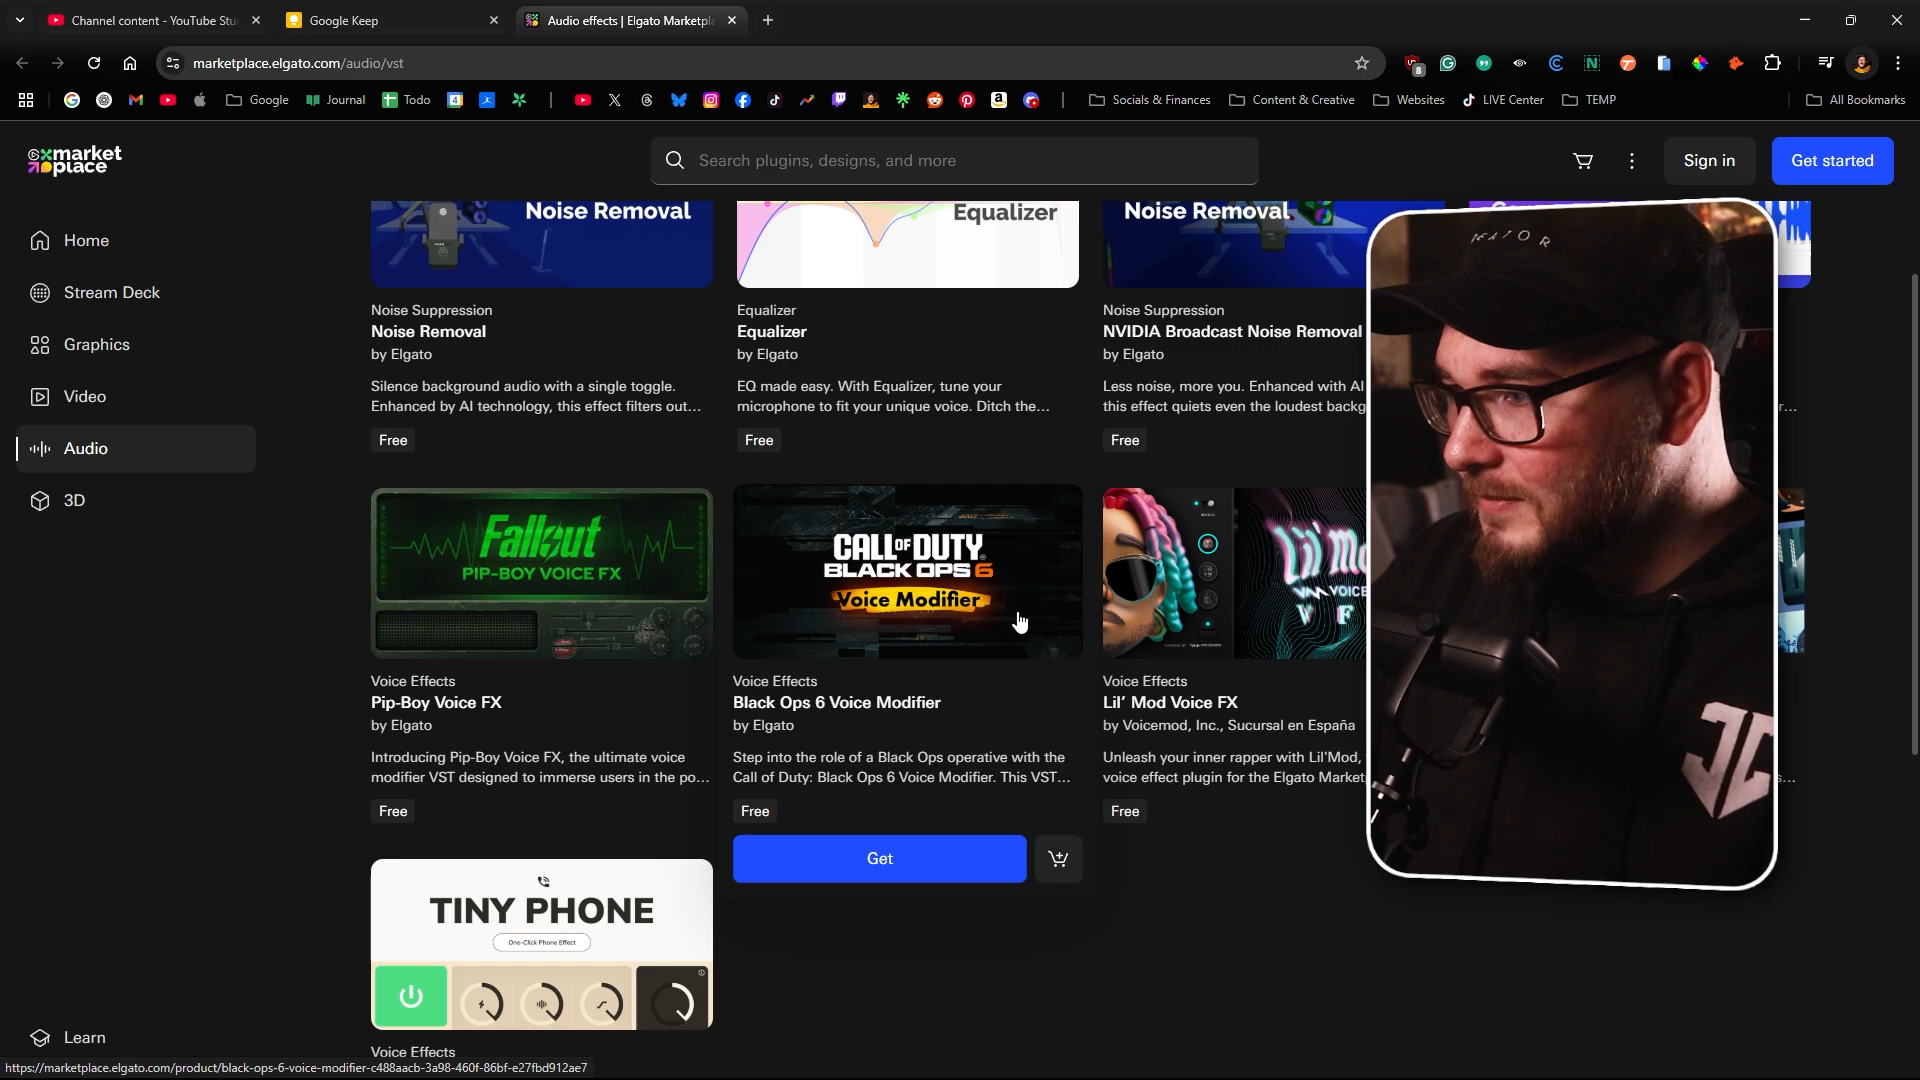 Channel content - YouTube Stu
Google Keep
Audio effects | Elgato Marketpla
marketplace.elgato.com/audio/vst
8
Google
Journal
Todo
Socials & Finances
Content & Creative
Websites
LIVE Center
TEMP
All Bookmarks
market
place
Search plugins, designs, and more
Sign in
Get started
Home
Stream Deck
Graphics
Video
Audio
3D
Learn
Noise Removal
Equalizer
Noise Removal
Noise Suppression
Noise Removal
by Elgato
Silence background audio with a single toggle.
Enhanced by AI technology, this effect filters out...
Free
Equalizer
Equalizer
by Elgato
EQ made easy. With Equalizer, tune your
microphone to fit your unique voice. Ditch the...
Free
Noise Suppression
NVIDIA Broadcast Noise Removal
by Elgato
Less noise, more you. Enhanced with AI
this effect quiets even the loudest backg
Free
Fallout
PIP-BOY VOICE FX
Voice Effects
Pip-Boy Voice FX
by Elgato
Introducing Pip-Boy Voice FX, the ultimate voice
modifier VST designed to immerse users in the po...
Free
CALL OF DUTY
BLACK OPS 6
Voice Modifier
Voice Effects
Black Ops 6 Voice Modifier
by Elgato
Step into the role of a Black Ops operative with the
Call of Duty: Black Ops 6 Voice Modifier. This VST...
Free
Get
Voice Effects
Lil' Mod Voice FX
by Voicemod, Inc., Sucursal en España
Unleash your inner rapper with Lil'Mod,
voice effect plugin for the Elgato Market
Free
TINY PHONE
One-Click Phone Effect
Voice Effects
https://marketplace.elgato.com/product/black-ops-6-voice-modifier-c488aacb-3a98-460f-86bf-e27fbd912ae7